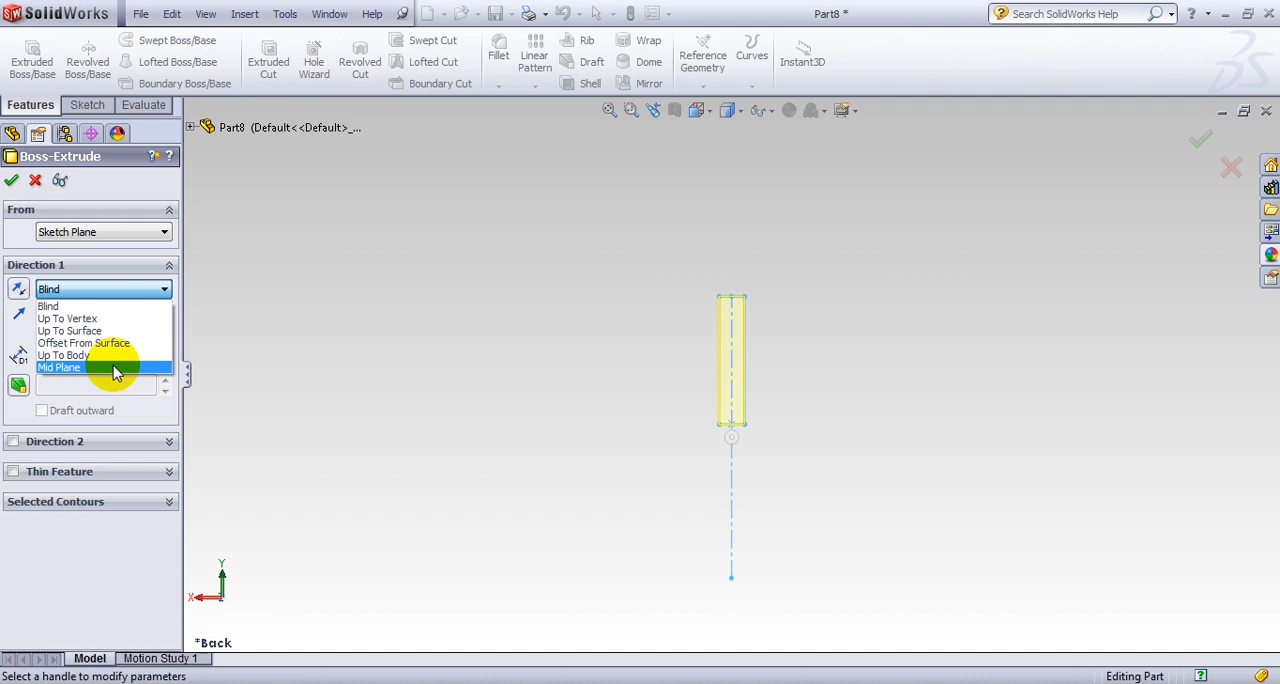 SolidWorks File Edit View Insert Tools Window Help Part8 * Search SolidWorks Help
Extruded Boss/Base
Revolved Boss/Base
Swept Boss/Base
Lofted Boss/Base
Boundary Boss/Base
Extruded Cut
Hole Wizard
Revolved Cut
Swept Cut
Lofted Cut
Boundary Cut
Fillet
Linear Pattern
Rib
Draft
Shell
Wrap
Dome
Mirror
Reference Geometry
Curves
Instant3D
Features Sketch Evaluate
Part8 (Default<<Default>_...
Boss-Extrude
From
Sketch Plane
Direction 1
Blind
Blind
Up To Vertex
Up To Surface
Offset From Surface
Up To Body
Mid Plane
D1
Draft outward
Direction 2
Thin Feature
Selected Contours
Y
X
*Back
Model Motion Study 1
Select a handle to modify parameters Editing Part